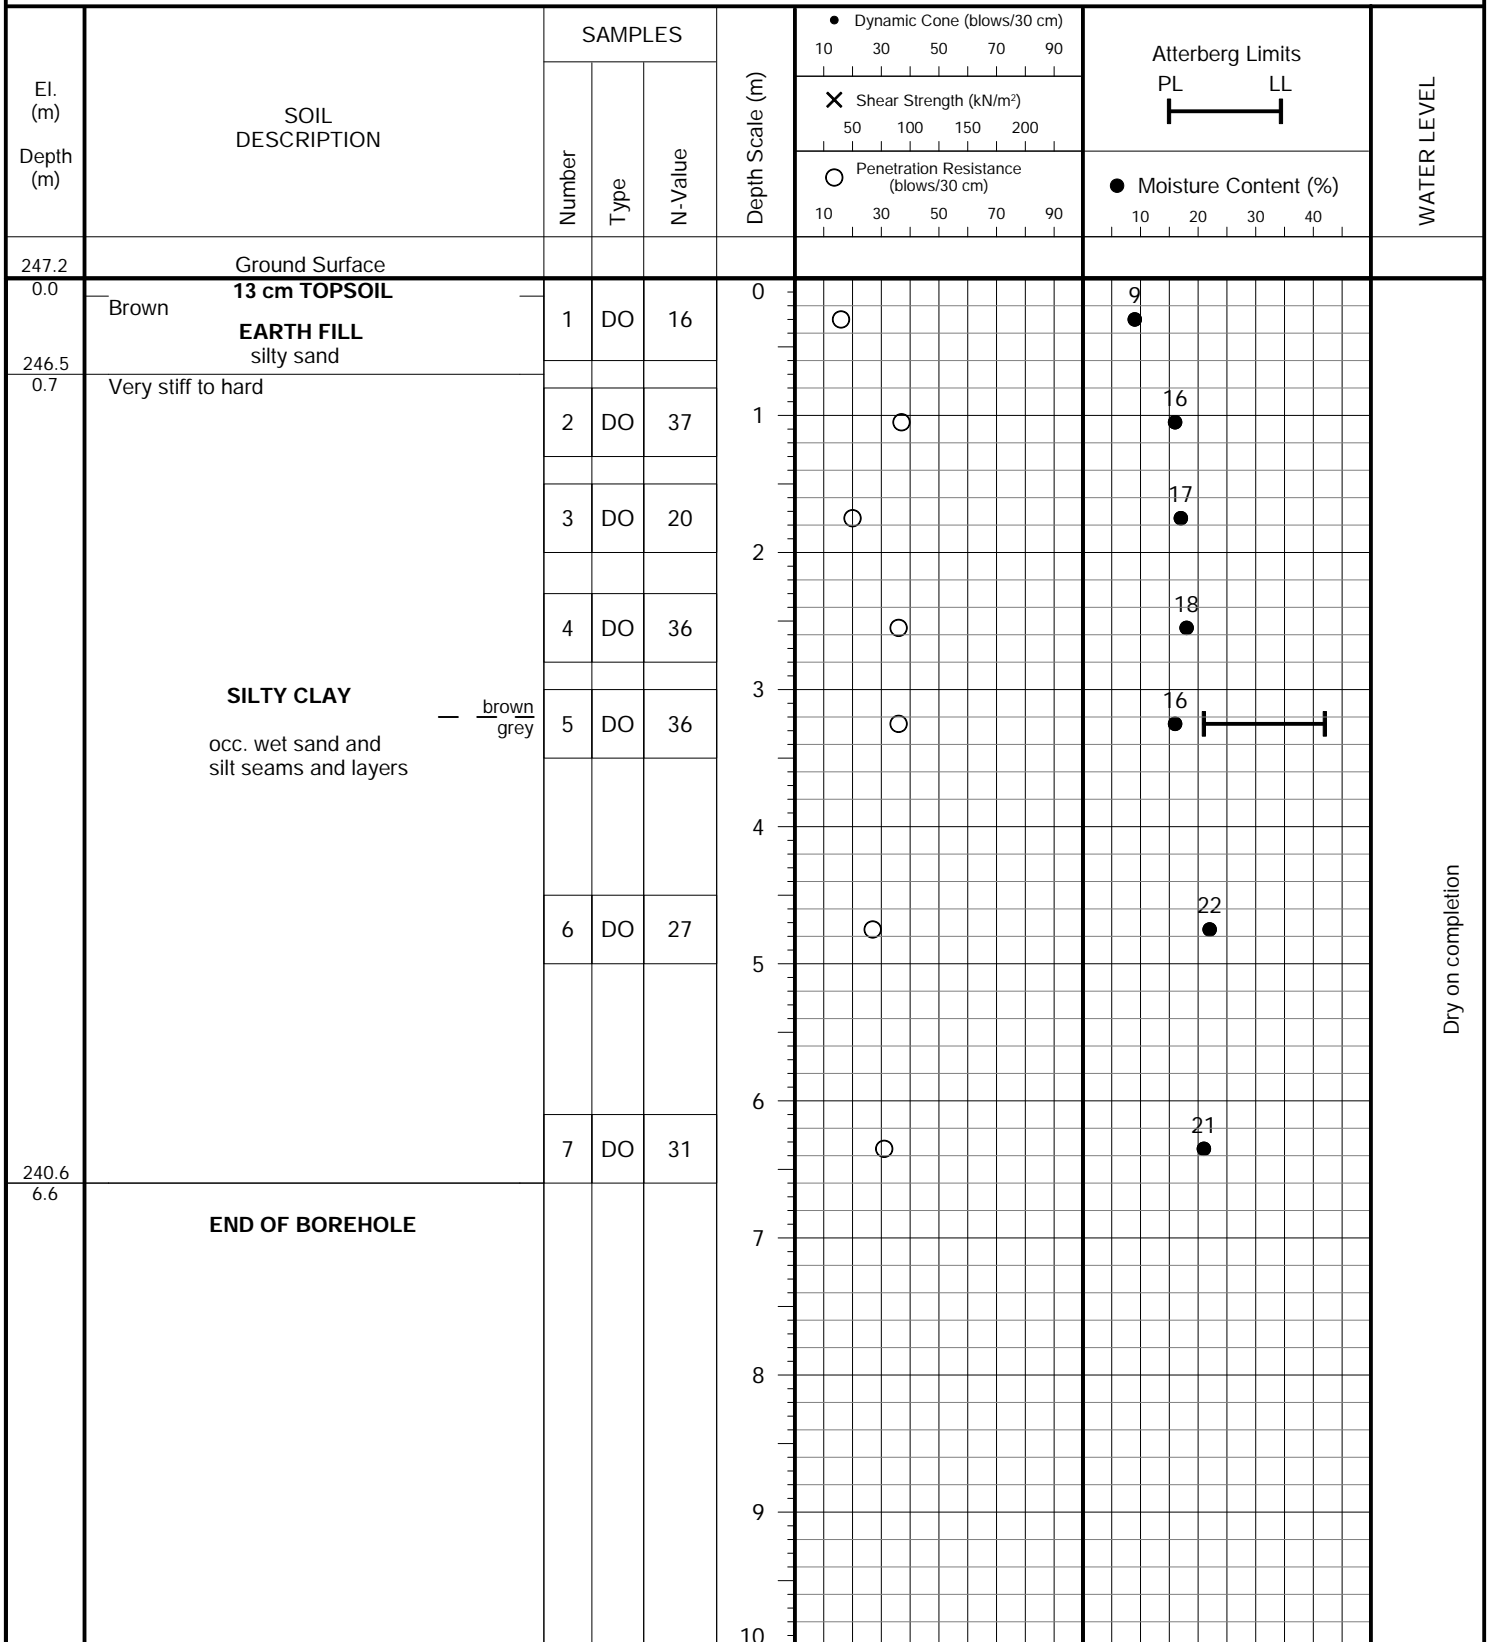 El.
(m)
Depth
(m)
SOIL
DESCRIPTION
SAMPLES
Number
Type
N-Value
Depth Scale (m)
Dynamic Cone (blows/30 cm)
10 30 50 70 90
Shear Strength (kN/m²)
50 100 150 200
Penetration Resistance
(blows/30 cm)
10 30 50 70 90
Atterberg Limits
PL LL
Moisture Content (%)
10 20 30 40
WATER LEVEL
247.2 Ground Surface
0.0 13 cm TOPSOIL 0
Brown
EARTH FILL
silty sand
1 DO 16 9
246.5
0.7 Very stiff to hard
2 DO 37 1 16
3 DO 20 17
2
4 DO 36 18
3
SILTY CLAY
brown
grey
5 DO 36 16
occ. wet sand and
silt seams and layers
4
6 DO 27 22
5
Dry on completion
6
7 DO 31 21
240.6
6.6
END OF BOREHOLE
7
8
9
10